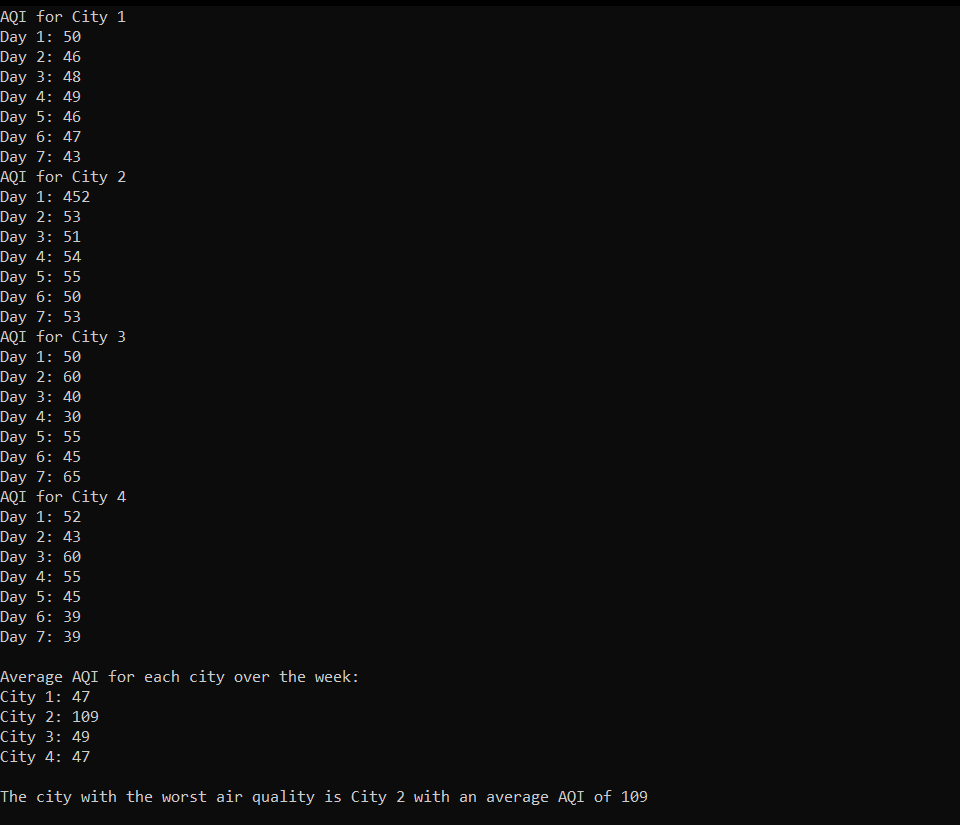 AQI for City 1
Day 1: 50
Day 2: 46
Day 3: 48
Day 4: 49
Day 5: 46
Day 6: 47
Day 7: 43
AQI for City 2
Day 1: 452
Day 2: 53
Day 3: 51
Day 4: 54
Day 5: 55
Day 6: 50
Day 7: 53
AQI for City 3
Day 1: 50
Day 2: 60
Day 3: 40
Day 4: 30
Day 5: 55
Day 6: 45
Day 7: 65
AQI for City 4
Day 1: 52
Day 2: 43
Day 3: 60
Day 4: 55
Day 5: 45
Day 6: 39
Day 7: 39

Average AQI for each city over the week:
City 1: 47
City 2: 109
City 3: 49
City 4: 47

The city with the worst air quality is City 2 with an average AQI of 109